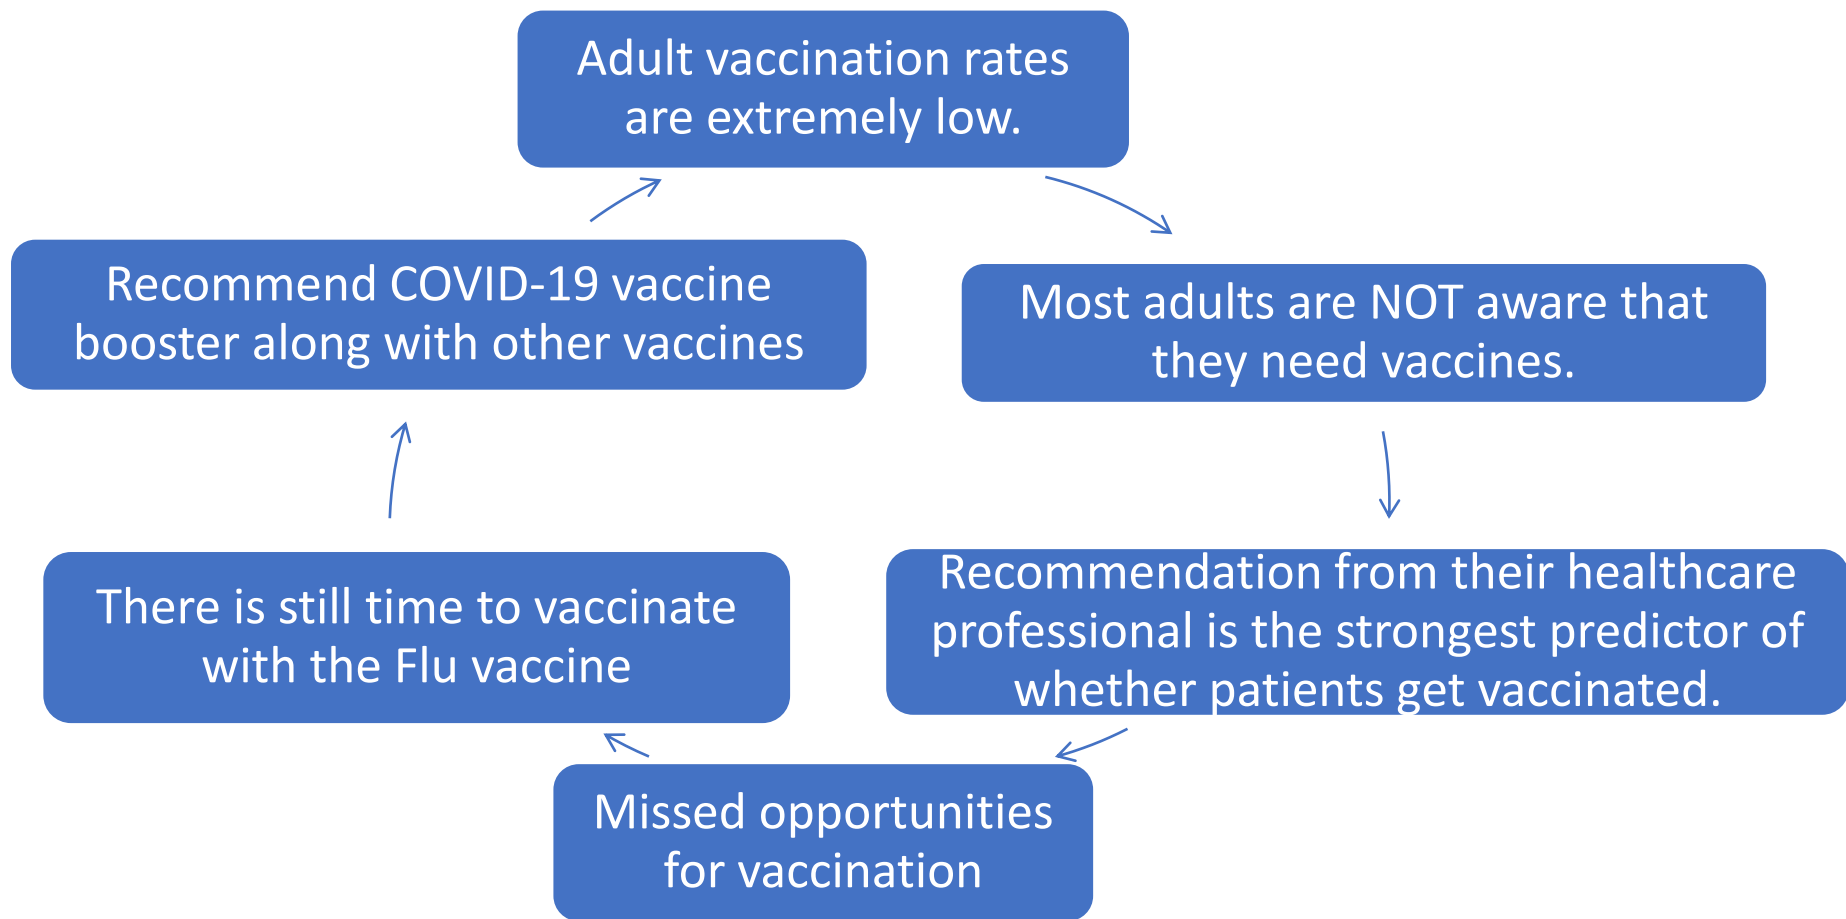 Adult vaccination rates
are extremely low.
Most adults are NOT aware that
they need vaccines.
Recommendation from their healthcare
professional is the strongest predictor of
whether patients get vaccinated.
Missed opportunities
for vaccination
There is still time to vaccinate
with the Flu vaccine
Recommend COVID-19 vaccine
booster along with other vaccines